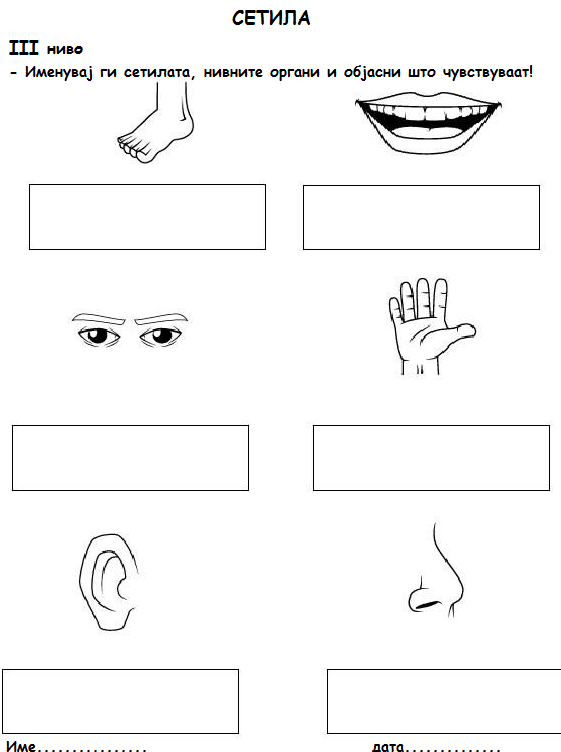 СЕТИЛА
III ниво
- Именувај ги сетилата, нивните органи и објасни што чувствуваат!
Име................ дата..............